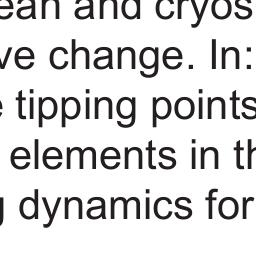 ean and cryos
ve change. In:
tipping points
elements in th
g dynamics for